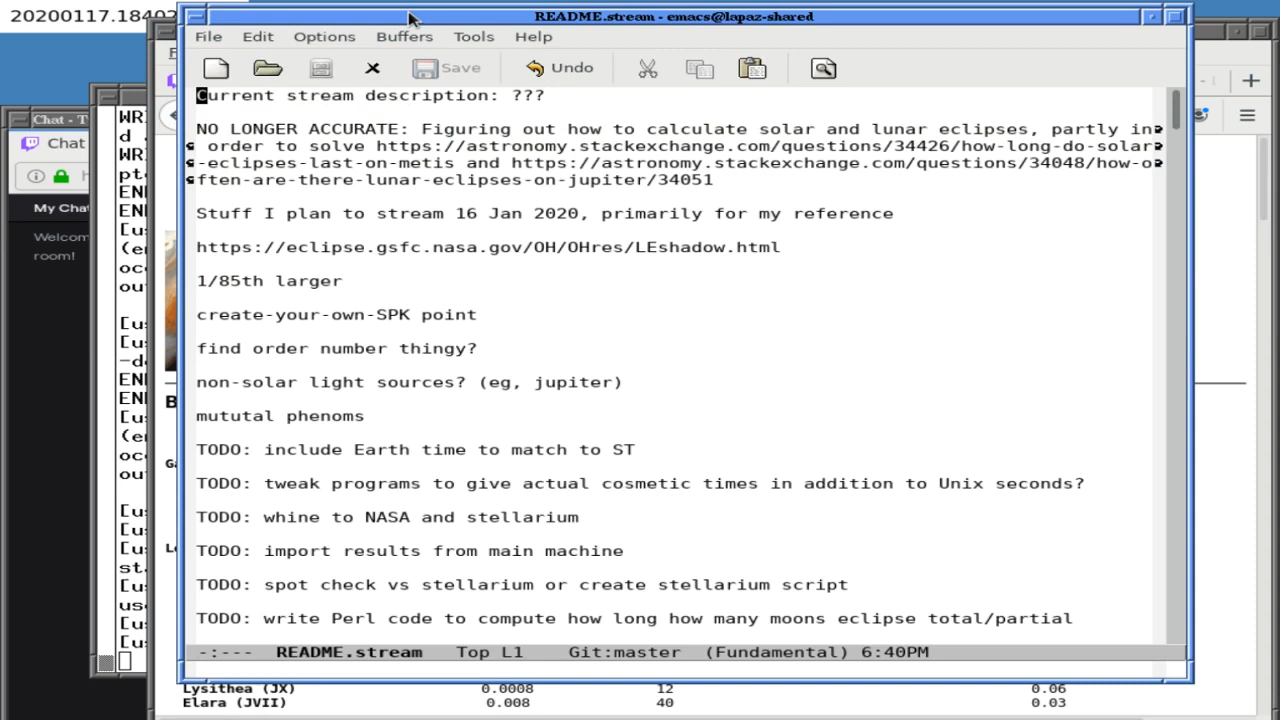 20200117.18402
README.stream - emacs@lapaz-shared
File Edit Options Buffers Tools Help
Save Undo
Current stream description: ???
NO LONGER ACCURATE: Figuring out how to calculate solar and lunar eclipses, partly in
order to solve https://astronomy.stackexchange.com/questions/34426/how-long-do-solar
-eclipses-last-on-metis and https://astronomy.stackexchange.com/questions/34048/how-o
ften-are-there-lunar-eclipses-on-jupiter/34051
Stuff I plan to stream 16 Jan 2020, primarily for my reference
https://eclipse.gsfc.nasa.gov/OH/OHres/LEshadow.html
1/85th larger
create-your-own-SPK point
find order number thingy?
non-solar light sources? (eg, jupiter)
mututal phenoms
TODO: include Earth time to match to ST
TODO: tweak programs to give actual cosmetic times in addition to Unix seconds?
TODO: whine to NASA and stellarium
TODO: import results from main machine
TODO: spot check vs stellarium or create stellarium script
TODO: write Perl code to compute how long how many moons eclipse total/partial
-:--- README.stream Top L1 Git:master (Fundamental) 6:40PM
Chat - T
Chat
My Chat
Welcom
room!
Lysithea (JX) 0.0008 12 0.06
Elara (JVII) 0.008 40 0.03